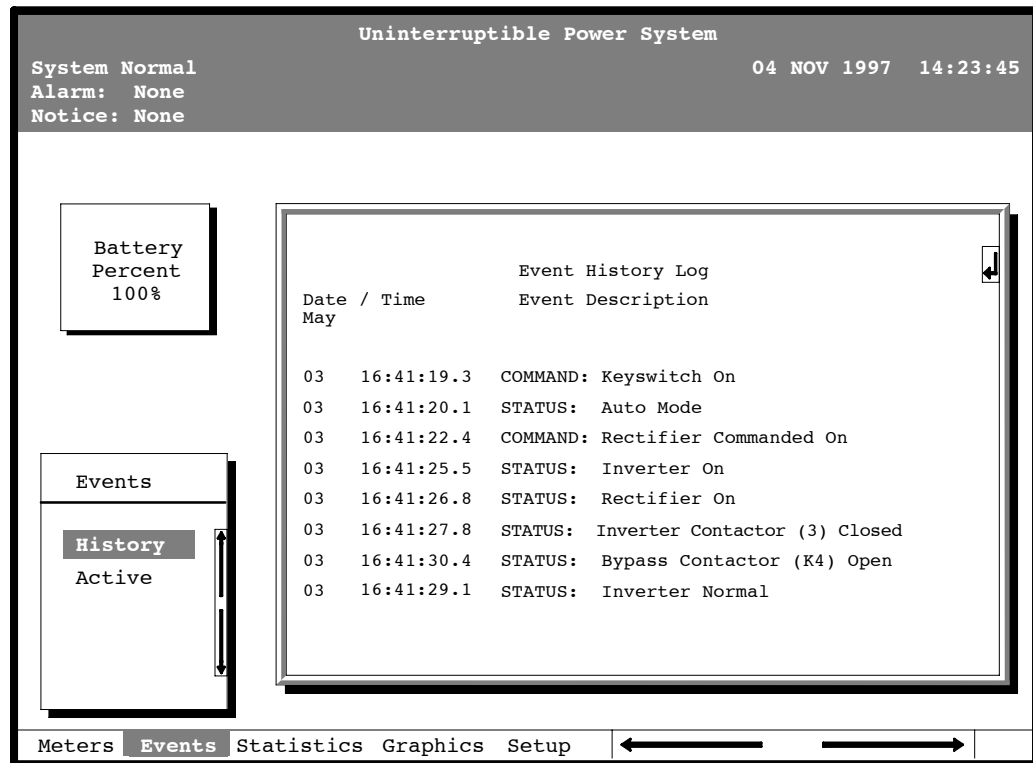 Uninterruptible Power System
System Normal 04 NOV 1997 14:23:45
Alarm: None
Notice: None
Battery
Percent
100%
Event History Log
Date / Time Event Description
May
03 16:41:19.3 COMMAND: Keyswitch On
03 16:41:20.1 STATUS: Auto Mode
03 16:41:22.4 COMMAND: Rectifier Commanded On
03 16:41:25.5 STATUS: Inverter On
03 16:41:26.8 STATUS: Rectifier On
03 16:41:27.8 STATUS: Inverter Contactor (3) Closed
03 16:41:30.4 STATUS: Bypass Contactor (K4) Open
03 16:41:29.1 STATUS: Inverter Normal
Events
History
Active
Meters Events Statistics Graphics Setup